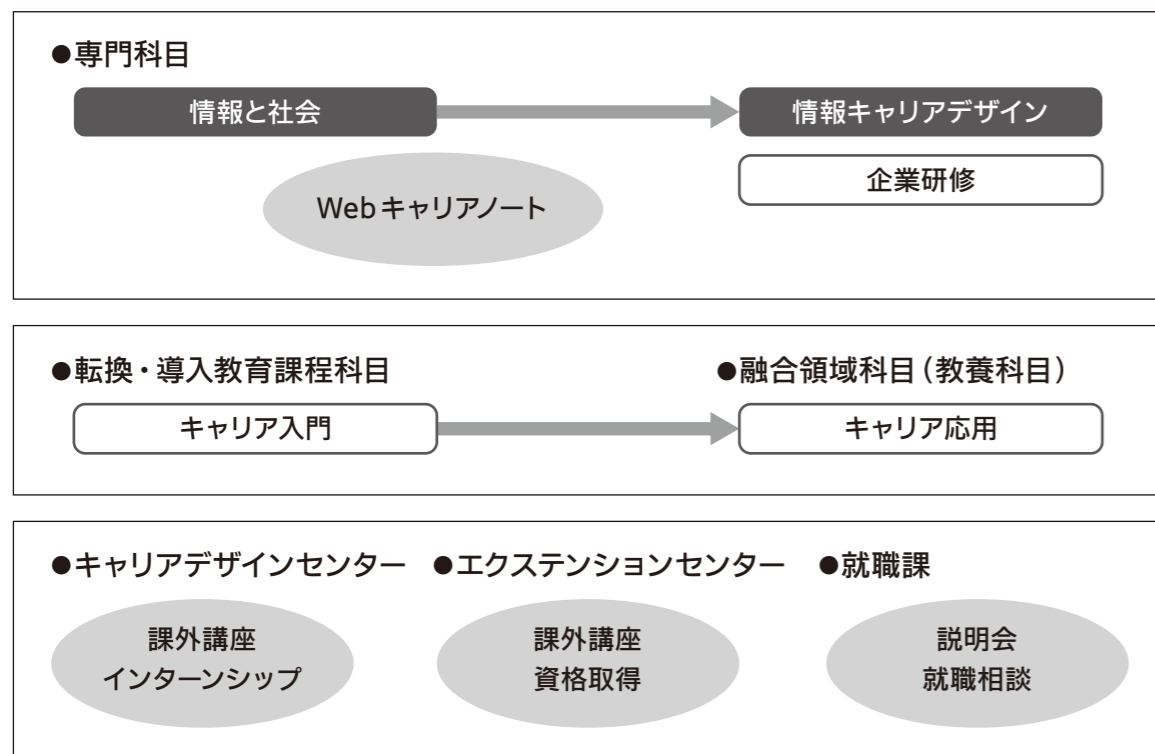 ●専門科目
情報と社会
情報キャリアデザイン
企業研修
Webキャリアノート
●転換・導入教育課程科目
●融合領域科目(教養科目)
キャリア入門
キャリア応用
●キャリアデザインセンター
●エクステンションセンター
●就職課
課外講座
インターンシップ
課外講座
資格取得
説明会
就職相談